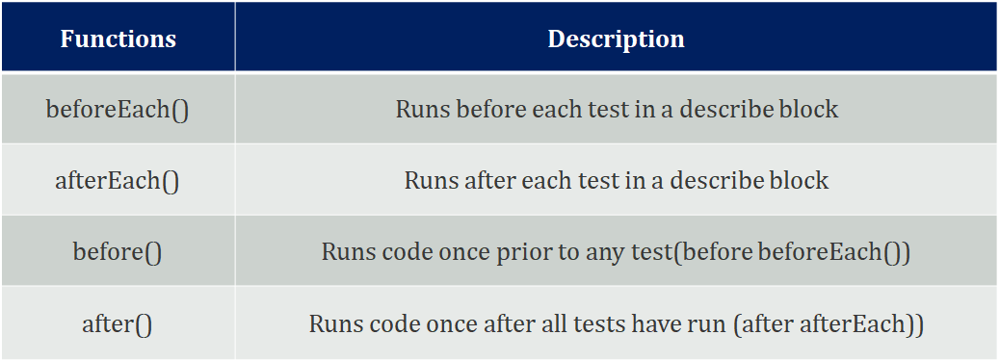 Functions Description
beforeEach() Runs before each test in a describe block
afterEach() Runs after each test in a describe block
before() Runs code once prior to any test(before beforeEach())
after() Runs code once after all tests have run (after afterEach))